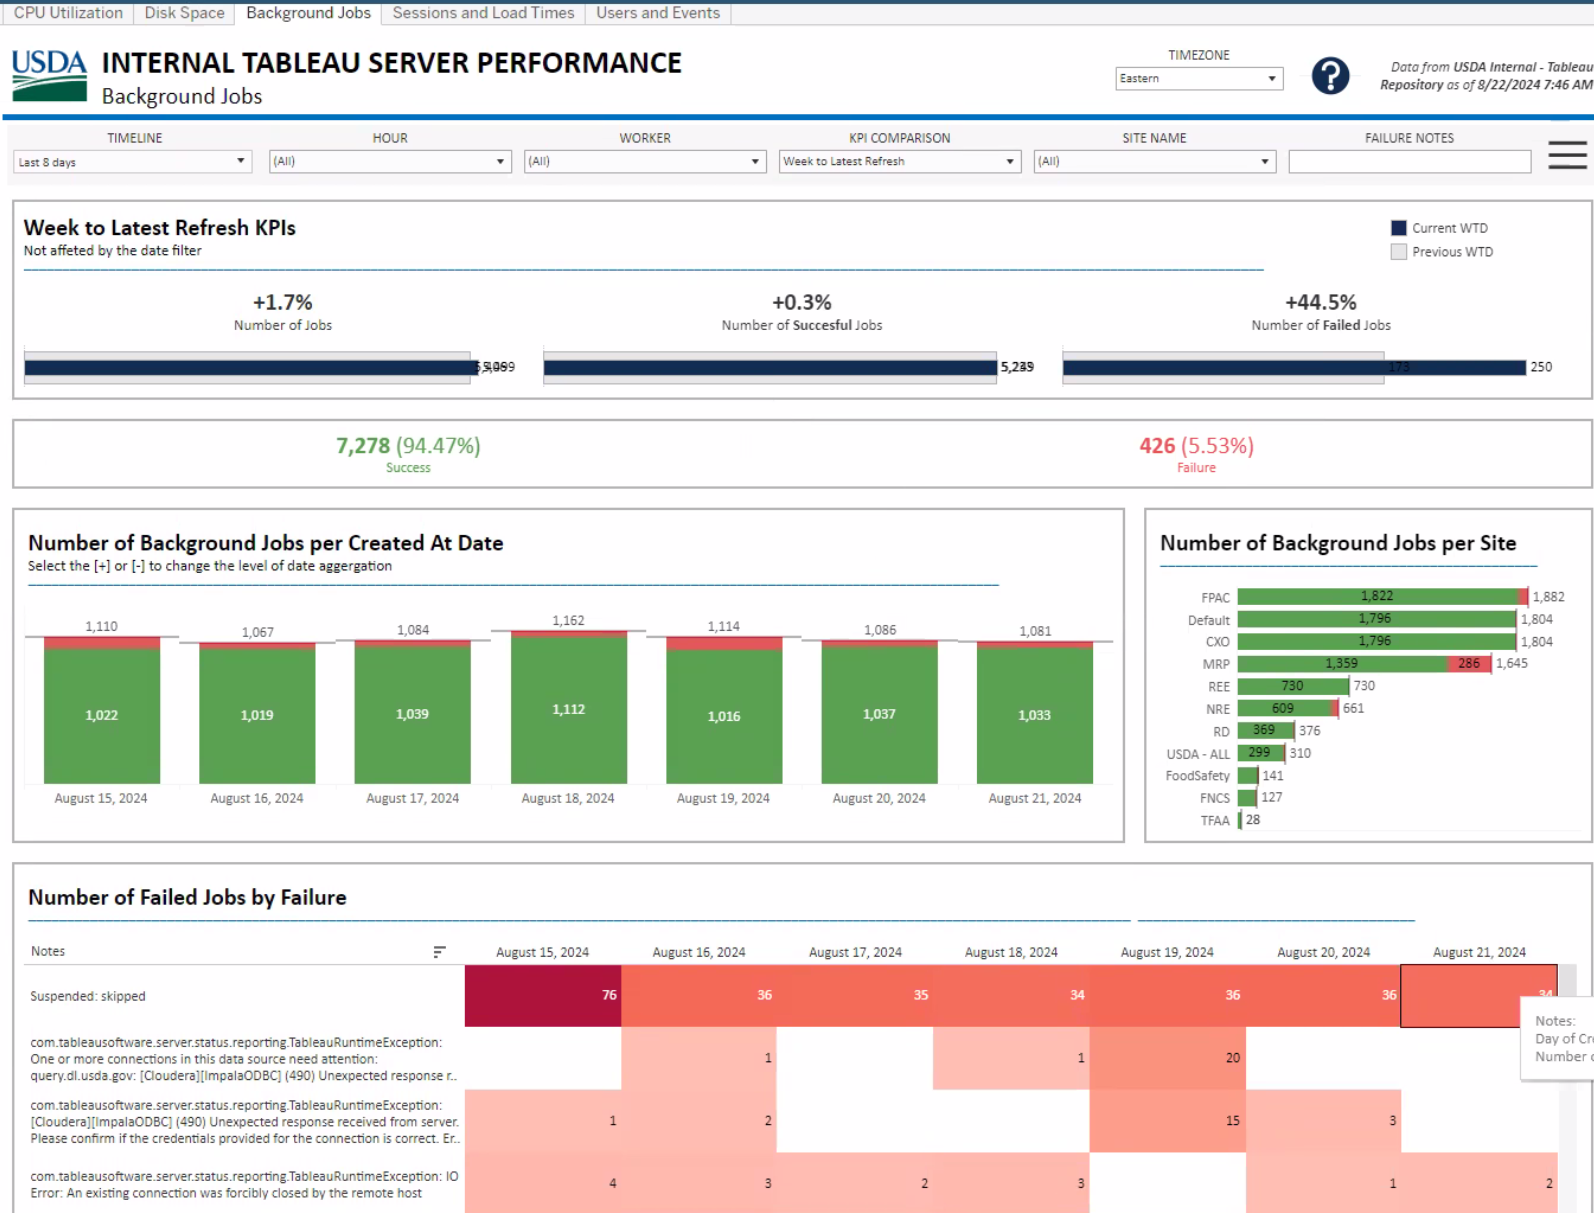 CPU Utilization Disk Space Background Jobs Sessions and Load Times Users and Events
USDA INTERNAL TABLEAU SERVER PERFORMANCE
Background Jobs
TIMEZONE
Eastern
?
Data from USDA Internal - Tableau
Repository as of 8/22/2024 7:46 AM
TIMELINE HOUR WORKER KPI COMPARISON SITE NAME FAILURE NOTES
Last 8 days (All) (All) Week to Latest Refresh (All)
Week to Latest Refresh KPIs
Not affeted by the date filter
Current WTD
Previous WTD
+1.7% +0.3% +44.5%
Number of Jobs Number of Succesful Jobs Number of Failed Jobs
173 250
7,278 (94.47%) 426 (5.53%)
Success Failure
Number of Background Jobs per Created At Date
Select the [+] or [-] to change the level of date aggergation
1,110 1,067 1,084 1,162 1,114 1,086 1,081
1,022 1,019 1,039 1,112 1,016 1,037 1,033
August 15, 2024 August 16, 2024 August 17, 2024 August 18, 2024 August 19, 2024 August 20, 2024 August 21, 2024
Number of Background Jobs per Site
FPAC 1,822 1,882
Default 1,796 1,804
CXO 1,796 1,804
MRP 1,359 286 1,645
REE 730 730
NRE 609 661
RD 369 376
USDA - ALL 299 310
FoodSafety 141
FNCS 127
TFAA 28
Number of Failed Jobs by Failure
Notes August 15, 2024 August 16, 2024 August 17, 2024 August 18, 2024 August 19, 2024 August 20, 2024 August 21, 2024
Suspended: skipped 76 36 35 34 36 36 34
com.tableausoftware.server.status.reporting.TableauRuntimeException:
One or more connections in this data source need attention:
query.dl.usda.gov: [Cloudera][ImpalaODBC] (490) Unexpected response r..
1 1 20
com.tableausoftware.server.status.reporting.TableauRuntimeException:
[Cloudera][ImpalaODBC] (490) Unexpected response received from server.
Please confirm if the credentials provided for the connection is correct. Er..
1 2 15 3
com.tableausoftware.server.status.reporting.TableauRuntimeException: IO
Error: An existing connection was forcibly closed by the remote host
4 3 2 3 1 2
Notes:
Day of Cr
Number